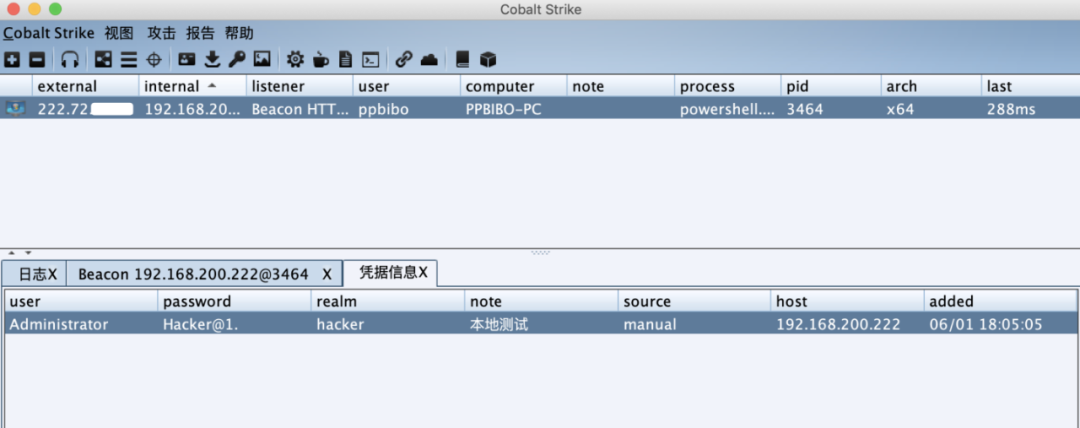 Cobalt Strike
Cobalt Strike 视图 攻击 报告 帮助
external internal listener user computer note process pid arch last
222.72. 192.168.20... Beacon HTT... ppbibo PPBIBO-PC powershell.... 3464 x64 288ms
日志X Beacon 192.168.200.222@3464 X 凭据信息X
user password realm note source host added
Administrator Hacker@1. hacker 本地测试 manual 192.168.200.222 06/01 18:05:05